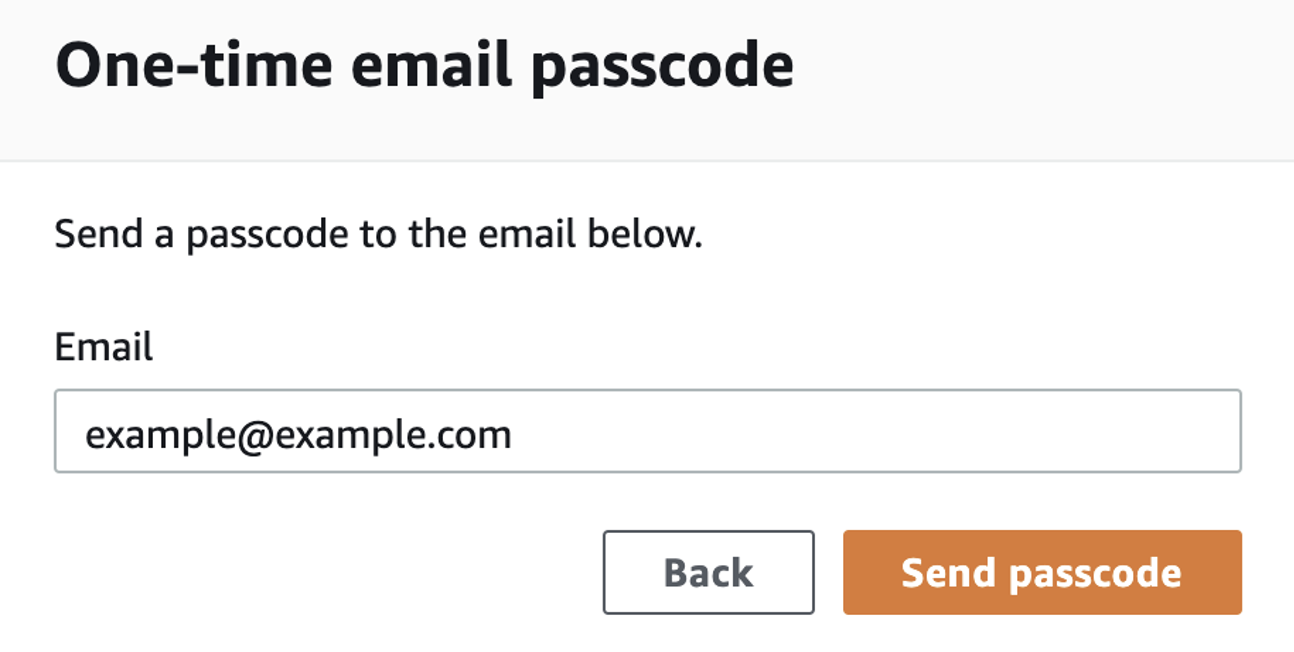 One-time email passcode
Send a passcode to the email below.
Email
example@example.com
Back
Send passcode